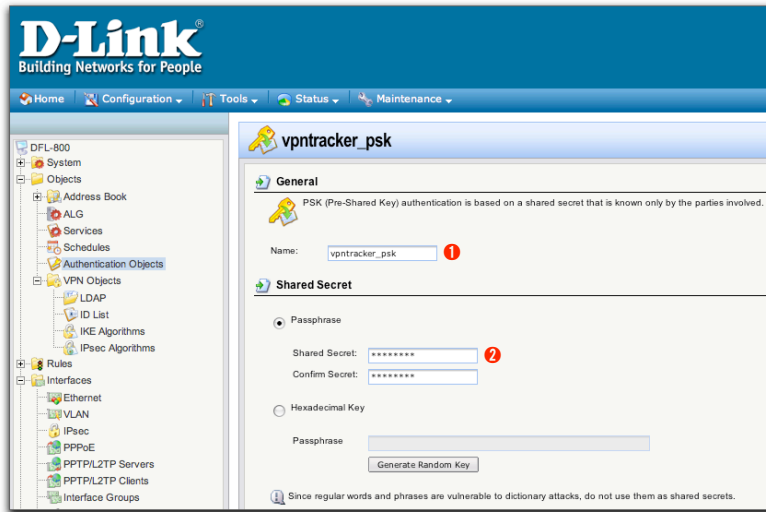 D-Link
Building Networks for People
Home Configuration Tools Status Maintenance
DFL-800
System
Objects
Address Book
ALG
Services
Schedules
Authentication Objects
VPN Objects
LDAP
ID List
IKE Algorithms
IPsec Algorithms
Rules
Interfaces
Ethernet
VLAN
IPsec
PPPoE
PPTP/L2TP Servers
PPTP/L2TP Clients
Interface Groups
vpntracker_psk
General
PSK (Pre-Shared Key) authentication is based on a shared secret that is known only by the parties involved.
Name: vpntracker_psk 1
Shared Secret
Passphrase
Shared Secret: ******** 2
Confirm Secret: ********
Hexadecimal Key
Passphrase
Generate Random Key
Since regular words and phrases are vulnerable to dictionary attacks, do not use them as shared secrets.